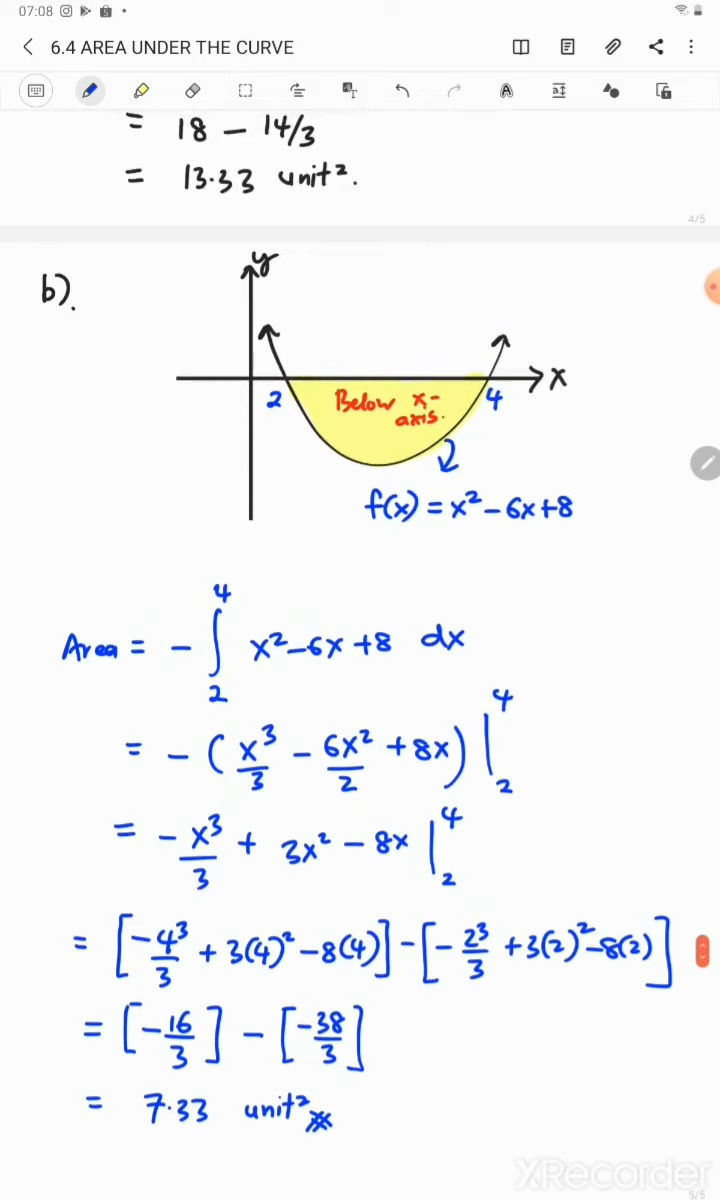 07:08
6.4 AREA UNDER THE CURVE
= 18 - 14/3
= 13.33 unit².
4/5
b).
y
x
2
4
Below x-
axis.
f(x) = x² - 6x + 8
Area = - ∫₂⁴ x² - 6x + 8 dx
= - (x³/3 - 6x²/2 + 8x) |₂⁴
= -x³/3 + 3x² - 8x |₂⁴
= [-4³/3 + 3(4)² - 8(4)] - [-2³/3 + 3(2)² - 8(2)]
= [-16/3] - [-38/3]
= 7.33 unit²
XRecorder
5/5